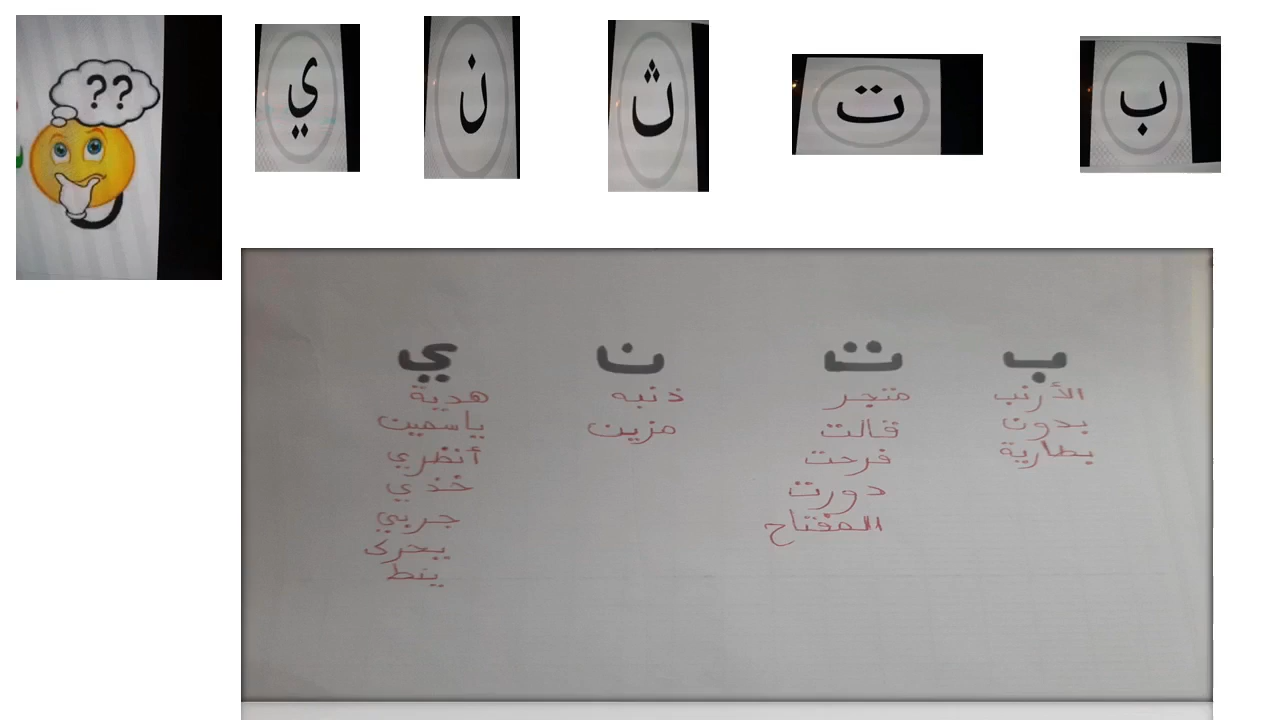 ب ت ث ن ي ??
ب ت ن ي
الأرنب متجر ذنبه هدية
بدون قالت مزين ياسمين
بطارية فرحت أنظري
دورت خذي
المفتاح جربي
يحرك
ينط